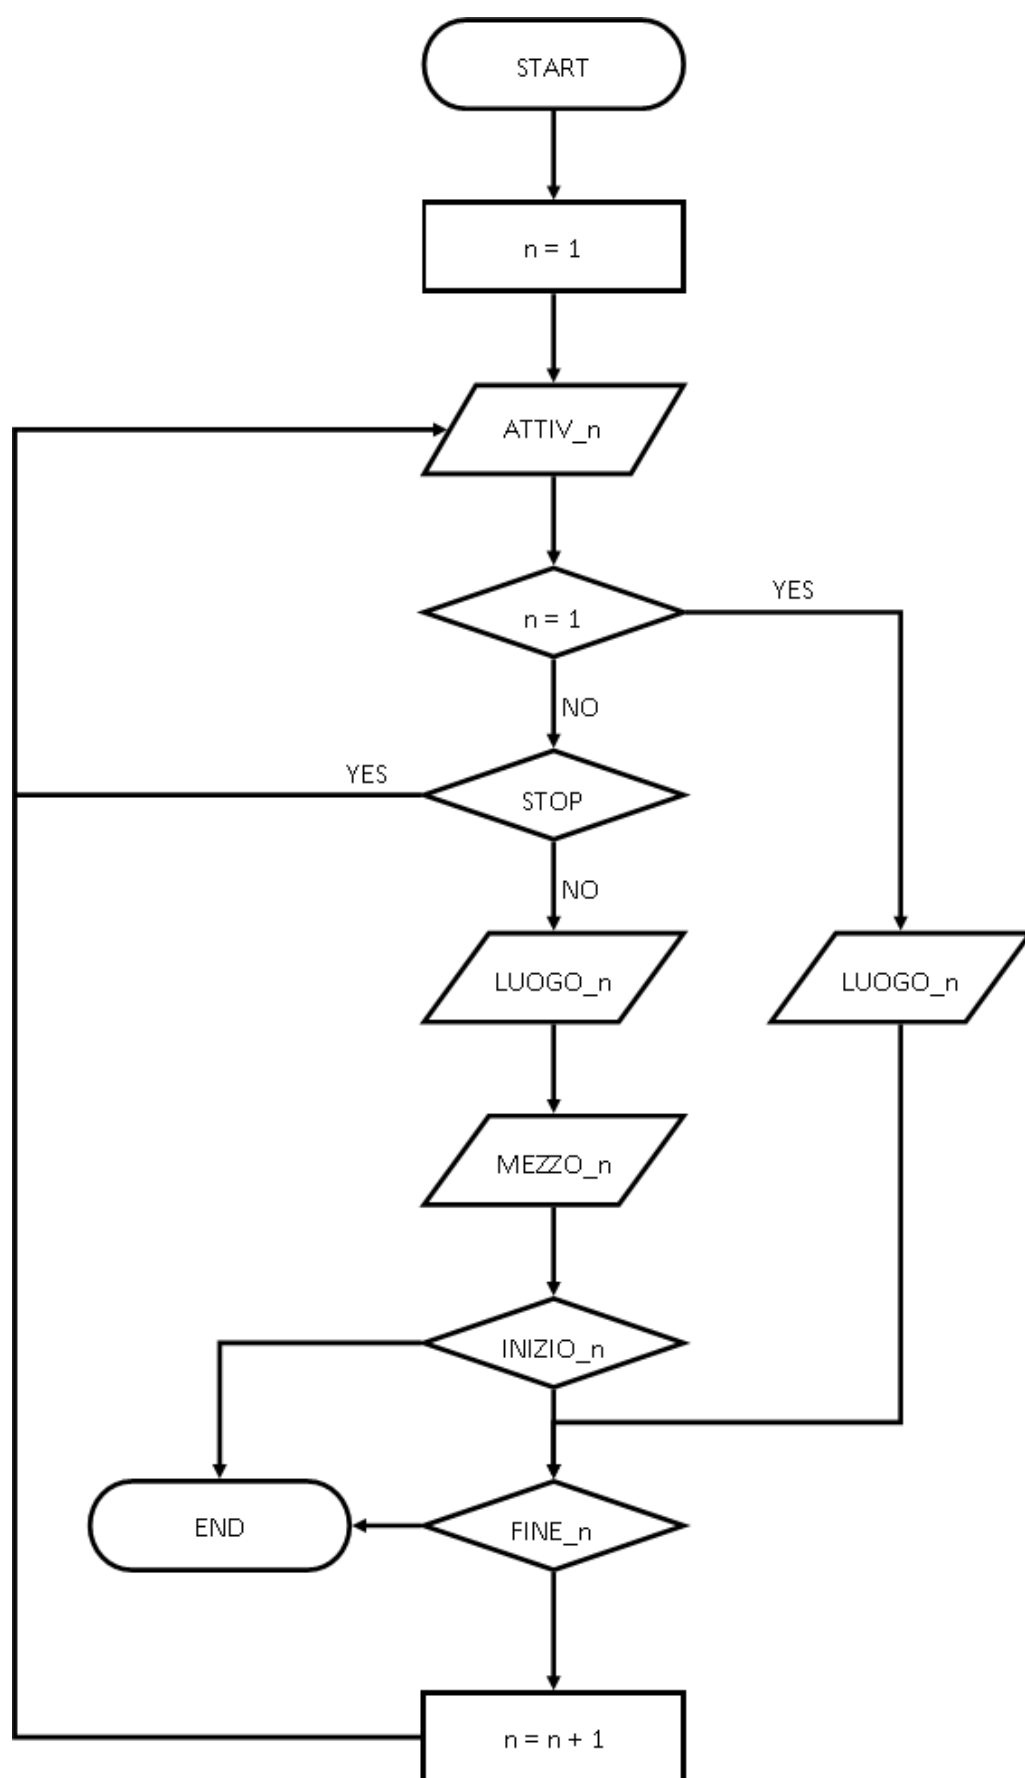 START
n = 1
ATTIV_n
n = 1
YES
NO
YES
STOP
NO
LUOGO_n
LUOGO_n
MEZZO_n
INIZIO_n
END
FINE_n
n = n + 1